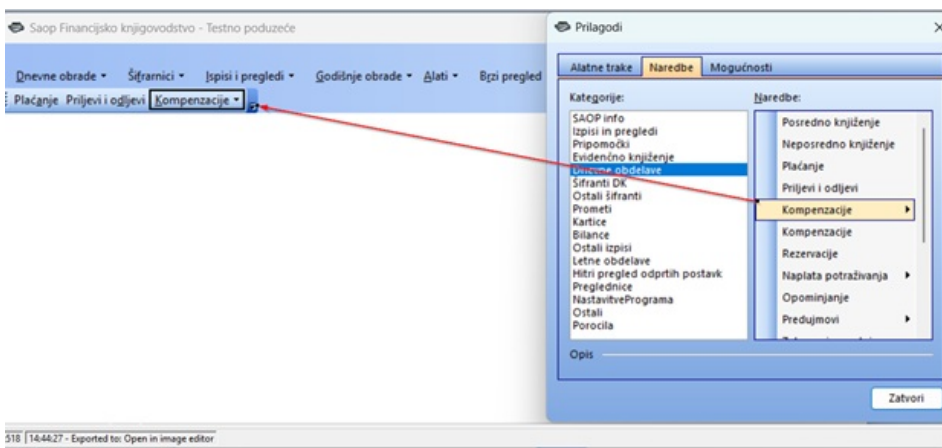 Saop Financijsko knjigovodstvo - Testno poduzeće
Dnevne obrade Šifrarnici Ispisi i pregledi Godišnje obrade Alati Brzi pregled
Plaćanje Priljevi i odljevi Kompenzacije
Prilagodi
Alatne trake Naredbe Mogućnosti
Kategorije:
SAOP info
Izpisi in pregledi
Pripomočki
Evidenčno knjiženje
Dnevne obdelave
Šifranti DK
Ostali šifranti
Prometi
Kartice
Bilance
Ostali izpisi
Letne obdelave
Hitri pregled odprtih postavk
Preglednice
NastavitvePrograma
Ostali
Porocila
Naredbe:
Posredno knjiženje
Neposredno knjiženje
Plaćanje
Priljevi i odljevi
Kompenzacije
Kompenzacije
Rezervacije
Naplata potraživanja
Opominjanje
Predujmovi
Opis
Zatvori
518 14:44:27 - Exported to: Open in image editor